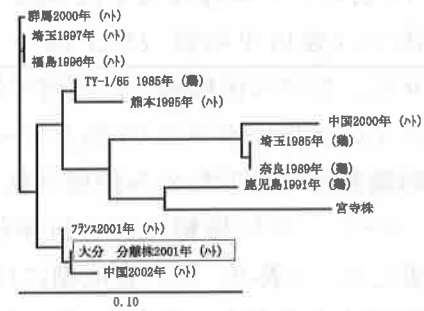 群馬2000年（ﾊﾄ）
埼玉1997年（ﾊﾄ）
福島1996年（ﾊﾄ）
TY-1/85 1985年（鶏）
熊本1995年（ﾊﾄ）
中国2000年（ﾊﾄ）
埼玉1985年（鶏）
奈良1989年（鶏）
鹿児島1991年（鶏）
宮寺株
ﾌﾗﾝｽ2001年（ﾊﾄ）
大分 分離株2001年（ﾊﾄ）
中国2002年（ﾊﾄ）
0.10